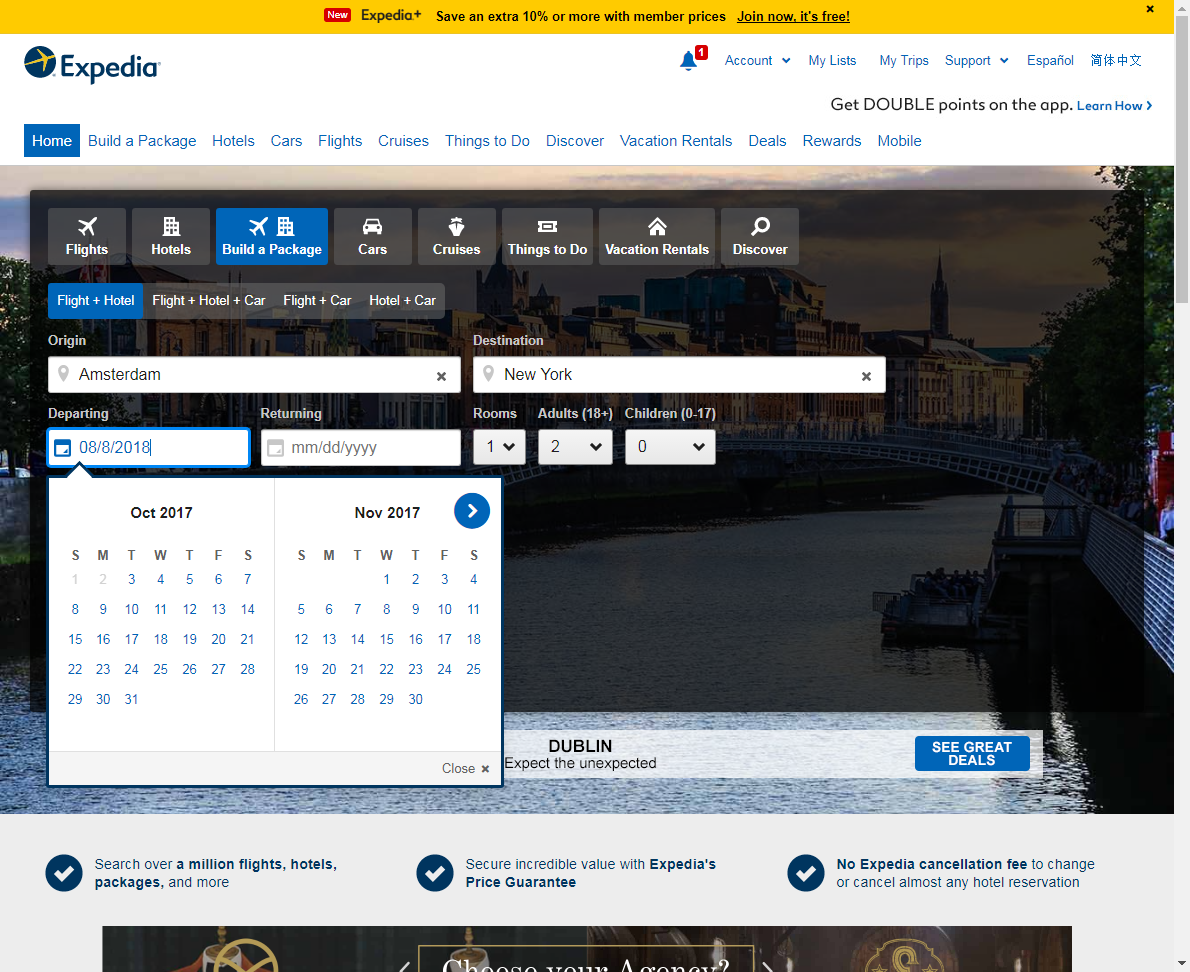 New Expedia+ Save an extra 10% or more with member prices Join now, it's free!
Expedia
1 Account My Lists My Trips Support Español 简体中文
Get DOUBLE points on the app. Learn How
Home Build a Package Hotels Cars Flights Cruises Things to Do Discover Vacation Rentals Deals Rewards Mobile
Flights Hotels Build a Package Cars Cruises Things to Do Vacation Rentals Discover
Flight + Hotel Flight + Hotel + Car Flight + Car Hotel + Car
Origin Destination
Amsterdam New York
Departing Returning Rooms Adults (18+) Children (0-17)
08/8/2018 mm/dd/yyyy 1 2 0
Oct 2017 Nov 2017
S M T W T F S S M T W T F S
1 2 3 4 5 6 7 1 2 3 4
8 9 10 11 12 13 14 5 6 7 8 9 10 11
15 16 17 18 19 20 21 12 13 14 15 16 17 18
22 23 24 25 26 27 28 19 20 21 22 23 24 25
29 30 31 26 27 28 29 30
Close
DUBLIN
Expect the unexpected
SEE GREAT
DEALS
Search over a million flights, hotels,
packages, and more
Secure incredible value with Expedia's
Price Guarantee
No Expedia cancellation fee to change
or cancel almost any hotel reservation
Choose your Agency?